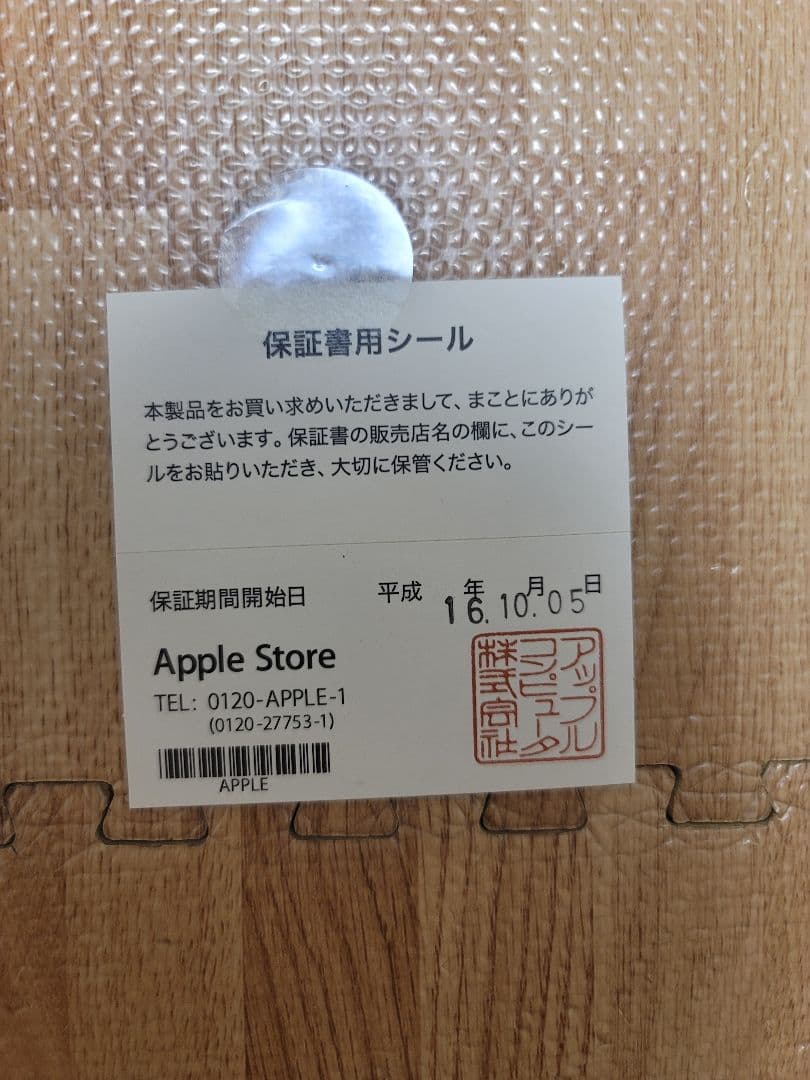 保証書用シール
本製品をお買い求めいただきまして、まことにありが
とうございます。保証書の販売店名の欄に、このシー
ルをお貼りいただき、大切に保管ください。
保証期間開始日 平成 年 月 日
16.10.05
Apple Store
TEL: 0120-APPLE-1
(0120-27753-1)
APPLE
アップル
コンピュータ
株式会社